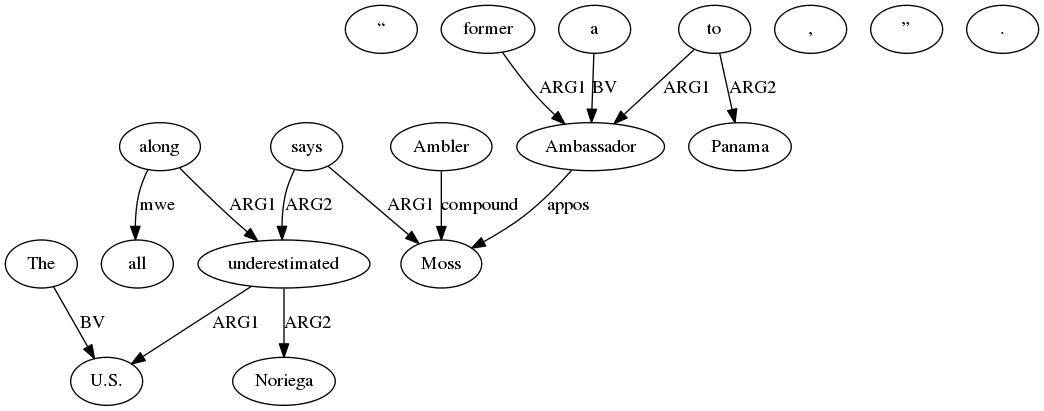 “ former a to , ” .
ARG1 BV ARG1 ARG2
along says Ambler Ambassador Panama
mwe ARG1 ARG2 ARG1 compound appos
The all underestimated Moss
BV ARG1 ARG2
U.S. Noriega